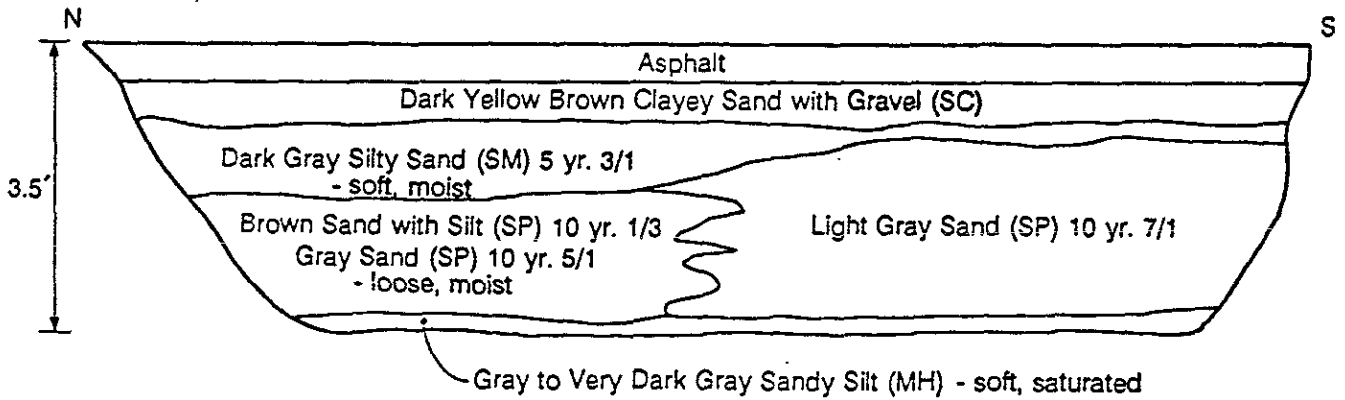 N
S
Asphalt
Dark Yellow Brown Clayey Sand with Gravel (SC)
Dark Gray Silty Sand (SM) 5 yr. 3/1
- soft, moist
3.5'
Brown Sand with Silt (SP) 10 yr. 1/3
Gray Sand (SP) 10 yr. 5/1
- loose, moist
Light Gray Sand (SP) 10 yr. 7/1
Gray to Very Dark Gray Sandy Silt (MH) - soft, saturated